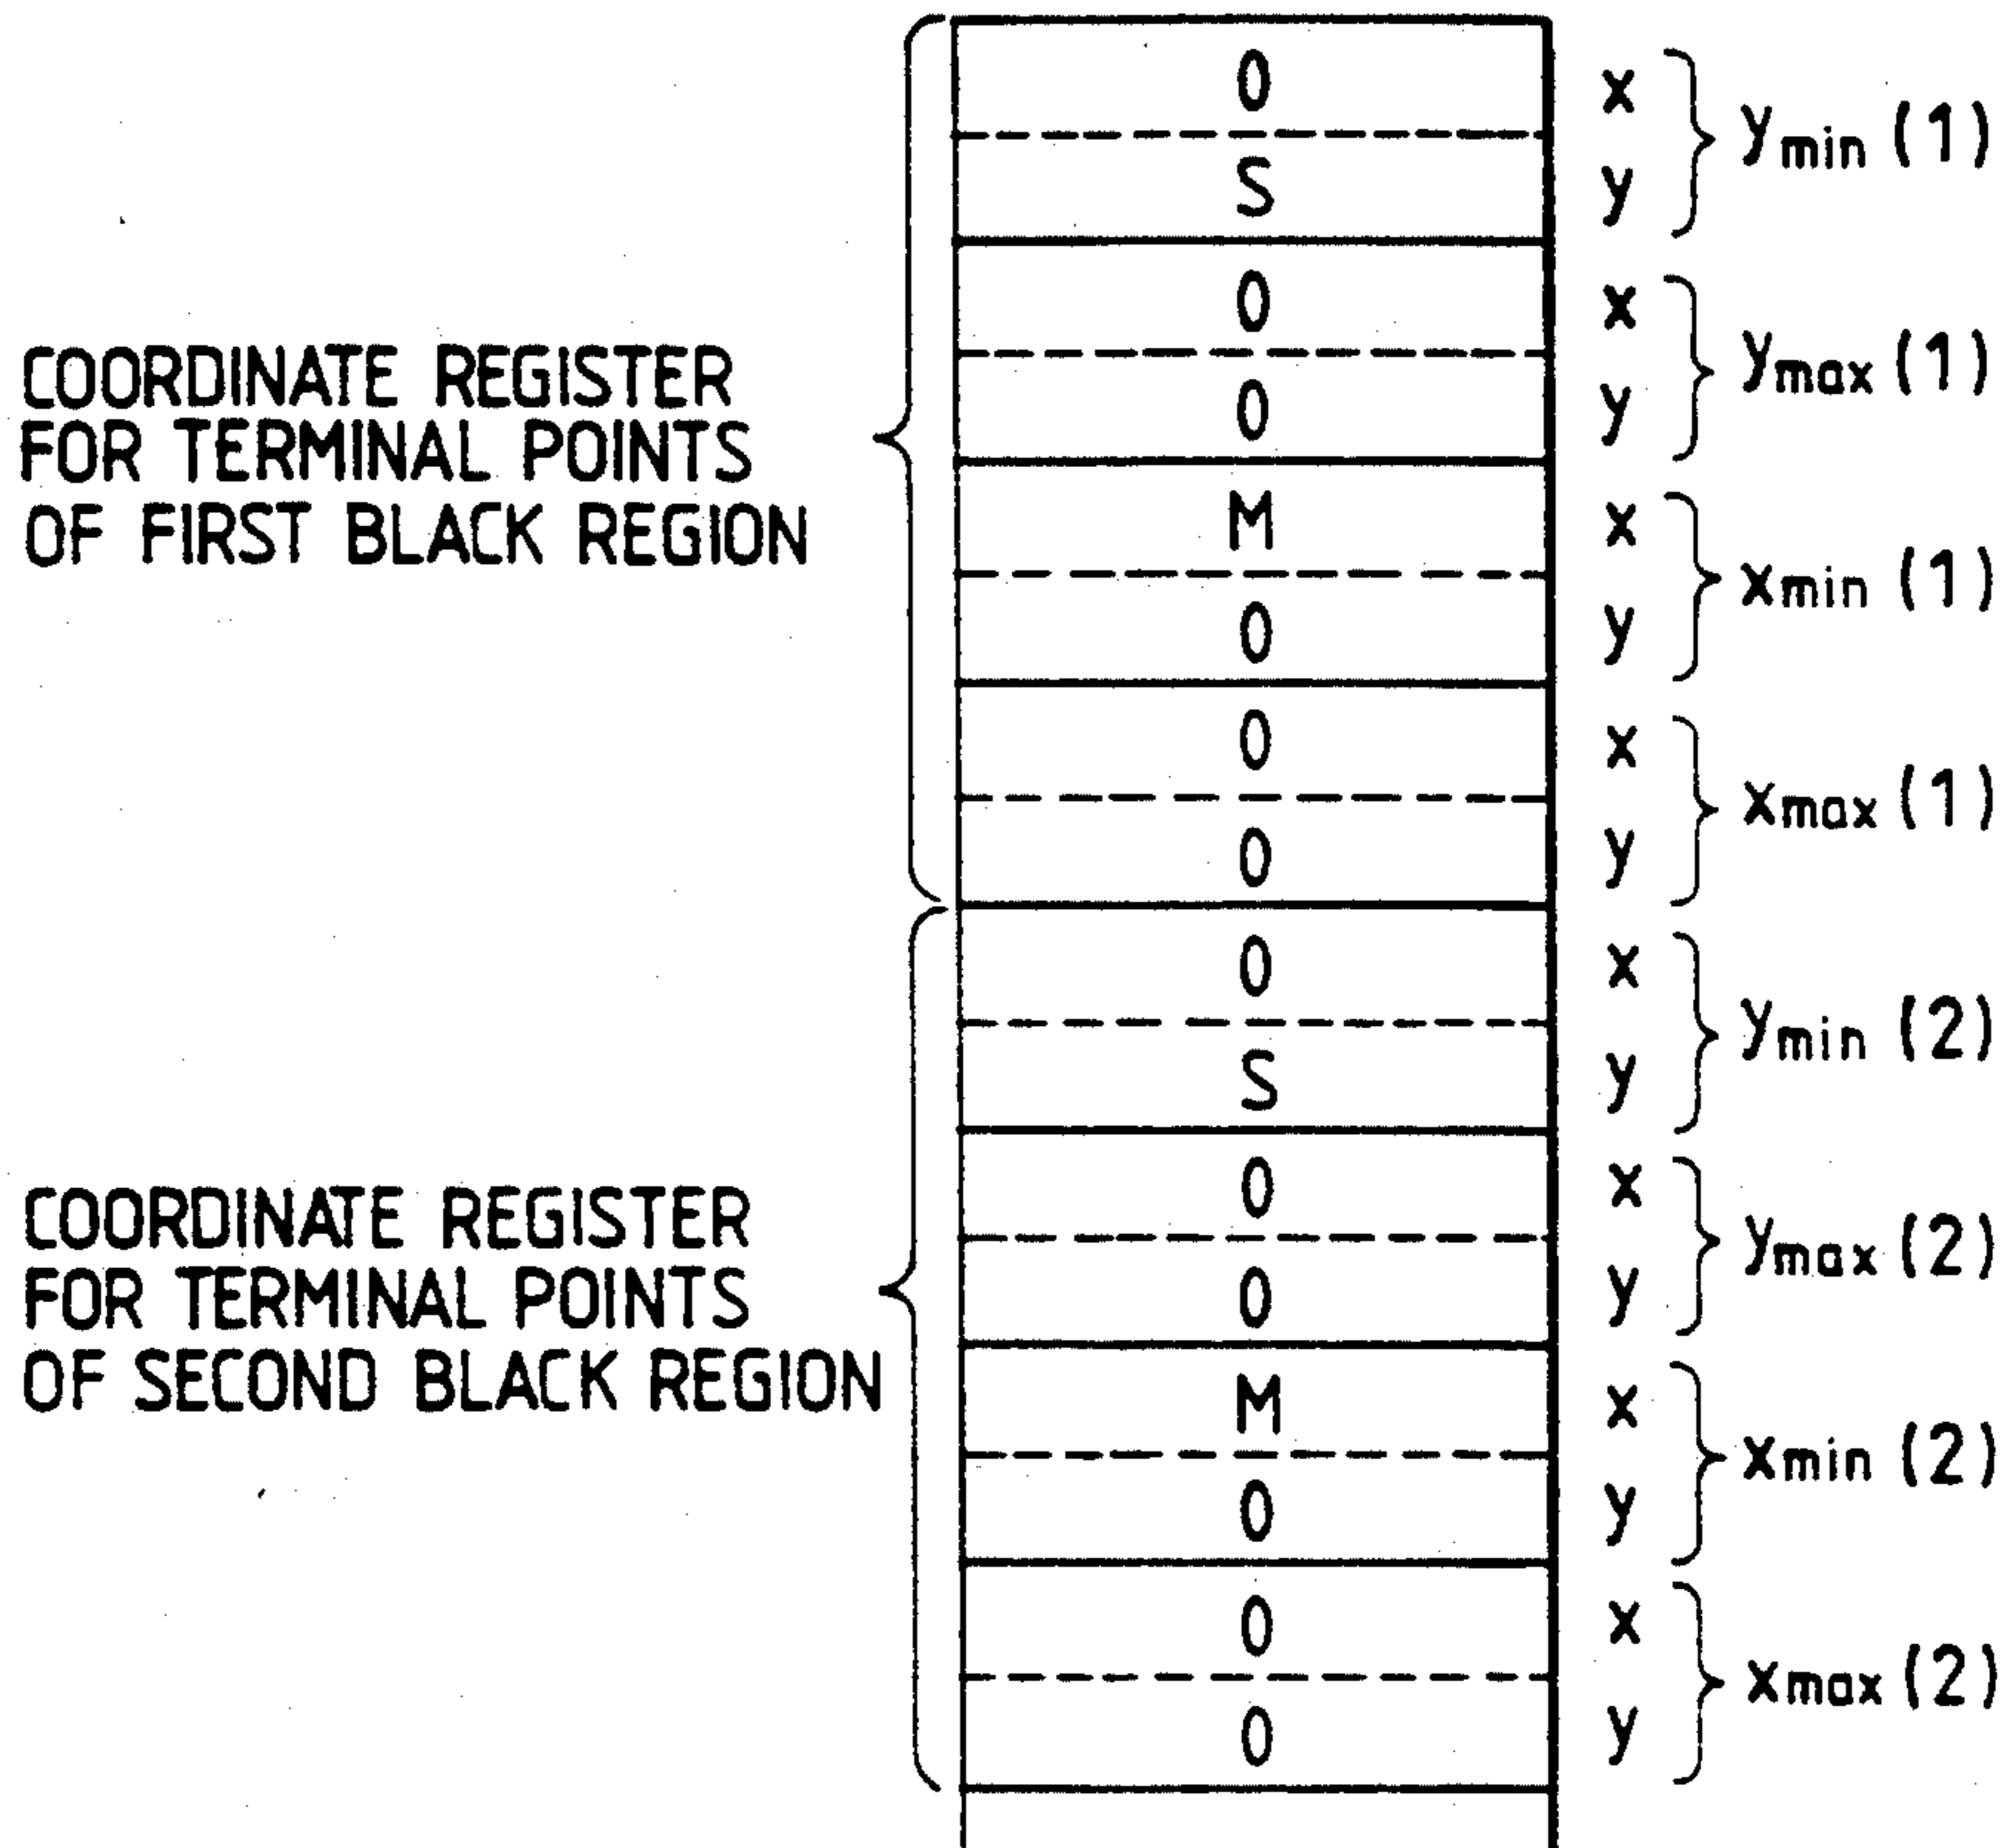 0 x
S y
ymin (1)
0 x
0 y
ymax (1)
COORDINATE REGISTER
FOR TERMINAL POINTS
OF FIRST BLACK REGION
M x
0 y
xmin (1)
0 x
0 y
xmax (1)
0 x
S y
ymin (2)
0 x
0 y
ymax (2)
COORDINATE REGISTER
FOR TERMINAL POINTS
OF SECOND BLACK REGION
M x
0 y
xmin (2)
0 x
0 y
xmax (2)